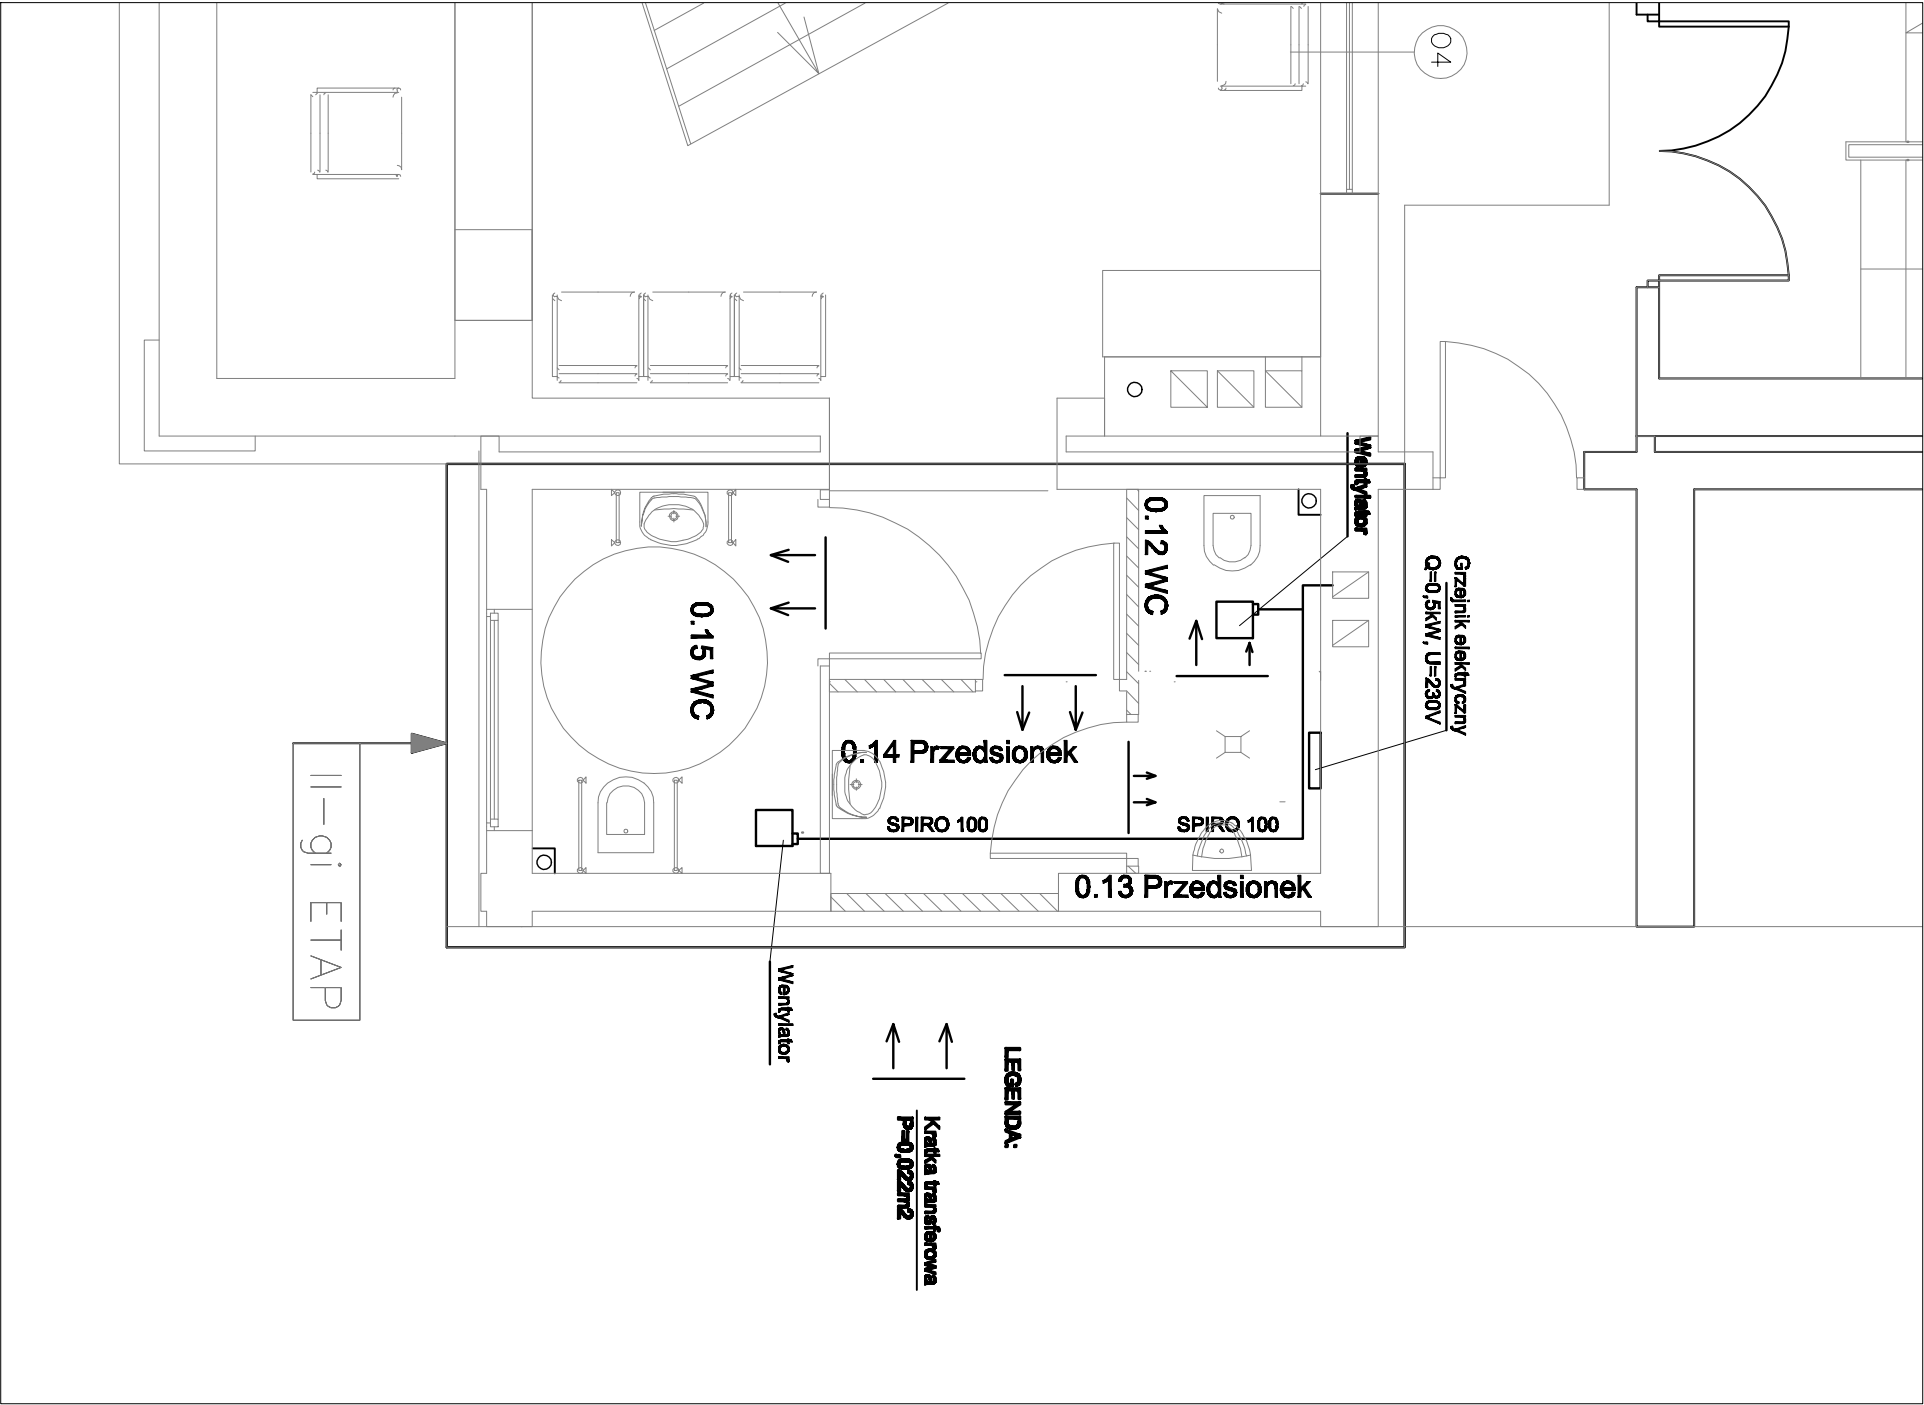 04
Wentylator
Grzejnik elektryczny
Q=0,5kW, U=230V
0.12 WC
0.15 WC
0.14 Przedsionek
SPIRO 100
SPIRO 100
0.13 Przedsionek
II-gi ETAP
Wentylator
LEGENDA:
Kratka transferowa
P=0,022m2